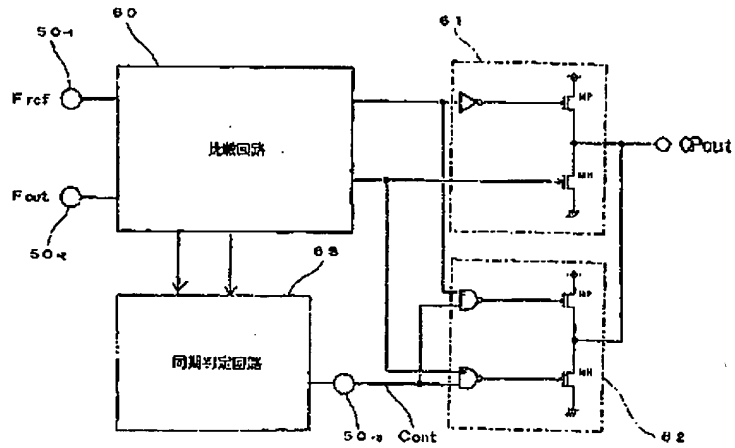 60
61
50-1
Fref
MP
比較回路
CPout
MN
Fout
50-2
63
MP
同期判定回路
MN
50-3
Cont
62